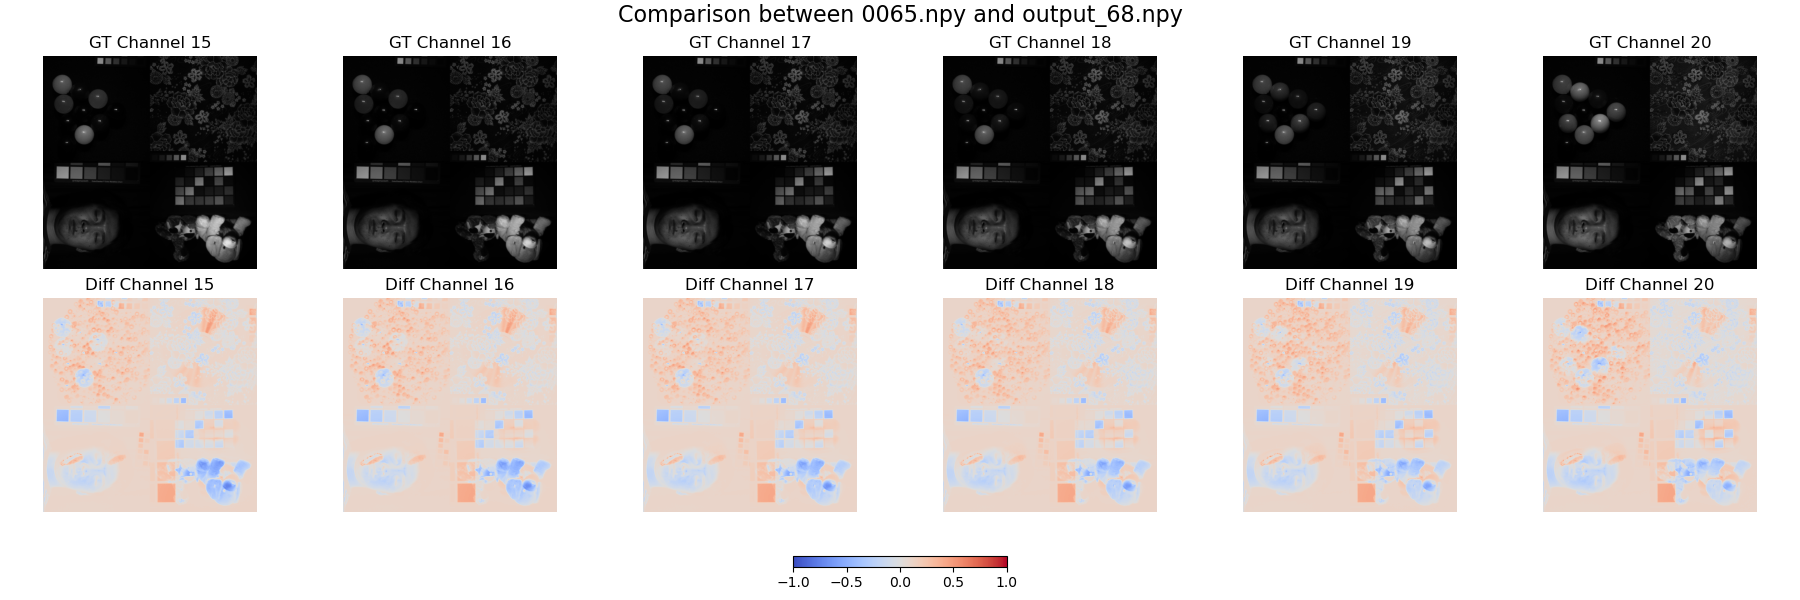 Comparison between 0065.npy and output_68.npy
GT Channel 15
GT Channel 16
GT Channel 17
GT Channel 18
GT Channel 19
GT Channel 20
Diff Channel 15
Diff Channel 16
Diff Channel 17
Diff Channel 18
Diff Channel 19
Diff Channel 20
−1.0 −0.5 0.0 0.5 1.0